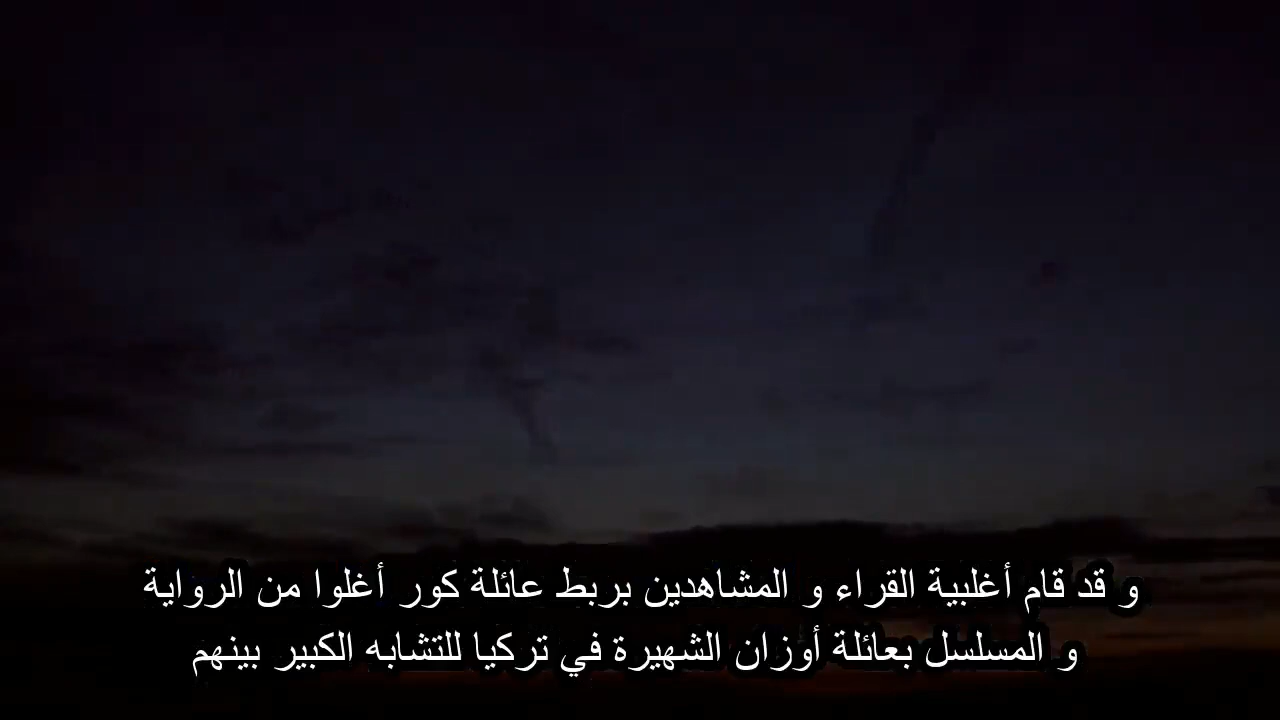 و قد قام أغلبية القراء و المشاهدين بربط عائلة كور أغلوا من الرواية
و المسلسل بعائلة أوزان الشهيرة في تركيا للتشابه الكبير بينهم